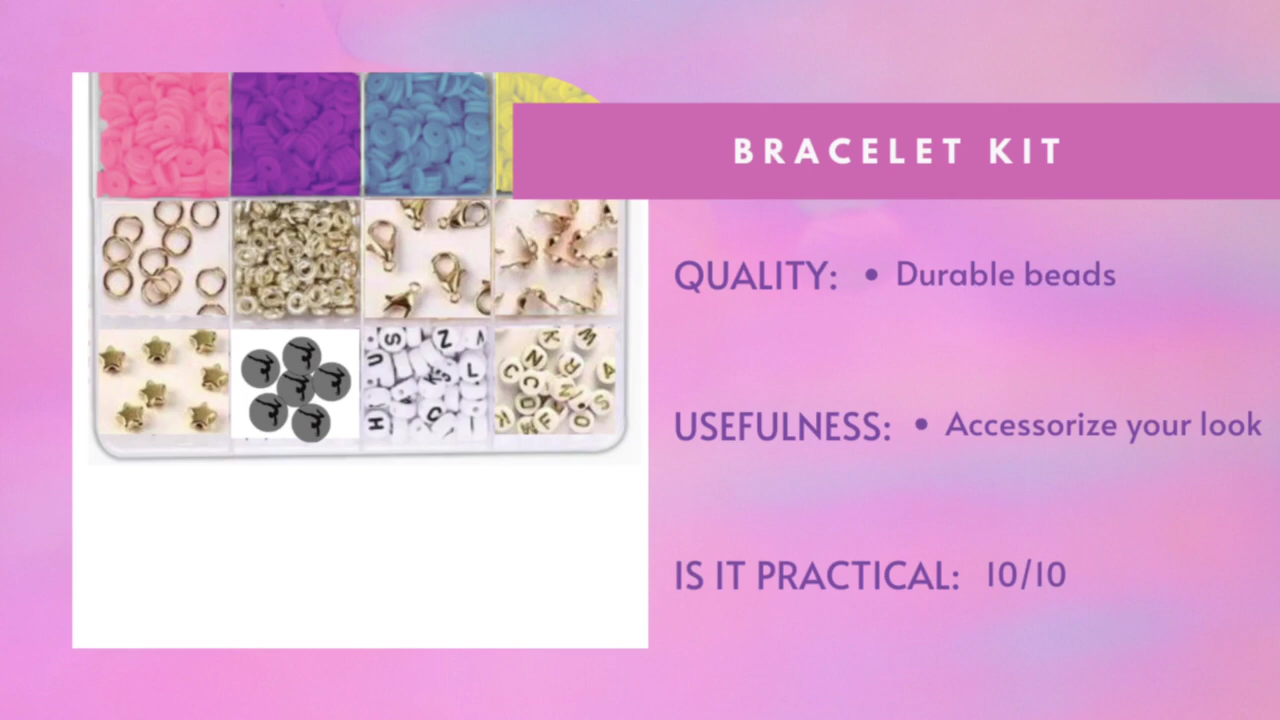 BRACELET KIT
QUALITY: • Durable beads
USEFULNESS: • Accessorize your look
IS IT PRACTICAL: 10/10